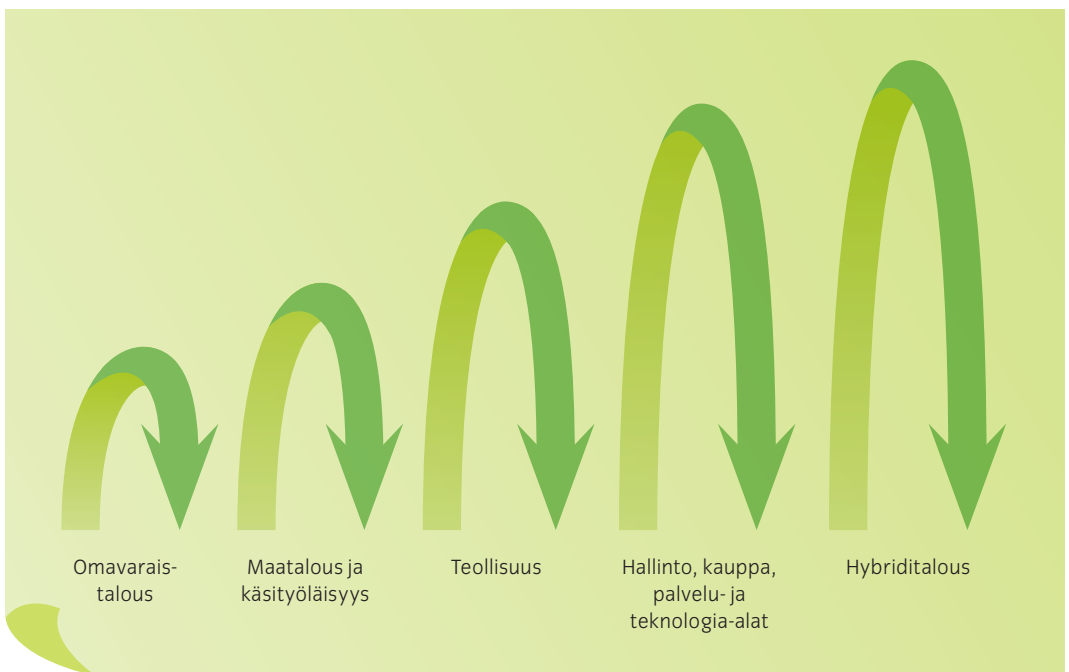 Omavarais-
talous
Maatalous ja
käsityöläisyys
Teollisuus
Hallinto, kauppa,
palvelu- ja
teknologia-alat
Hybriditalous